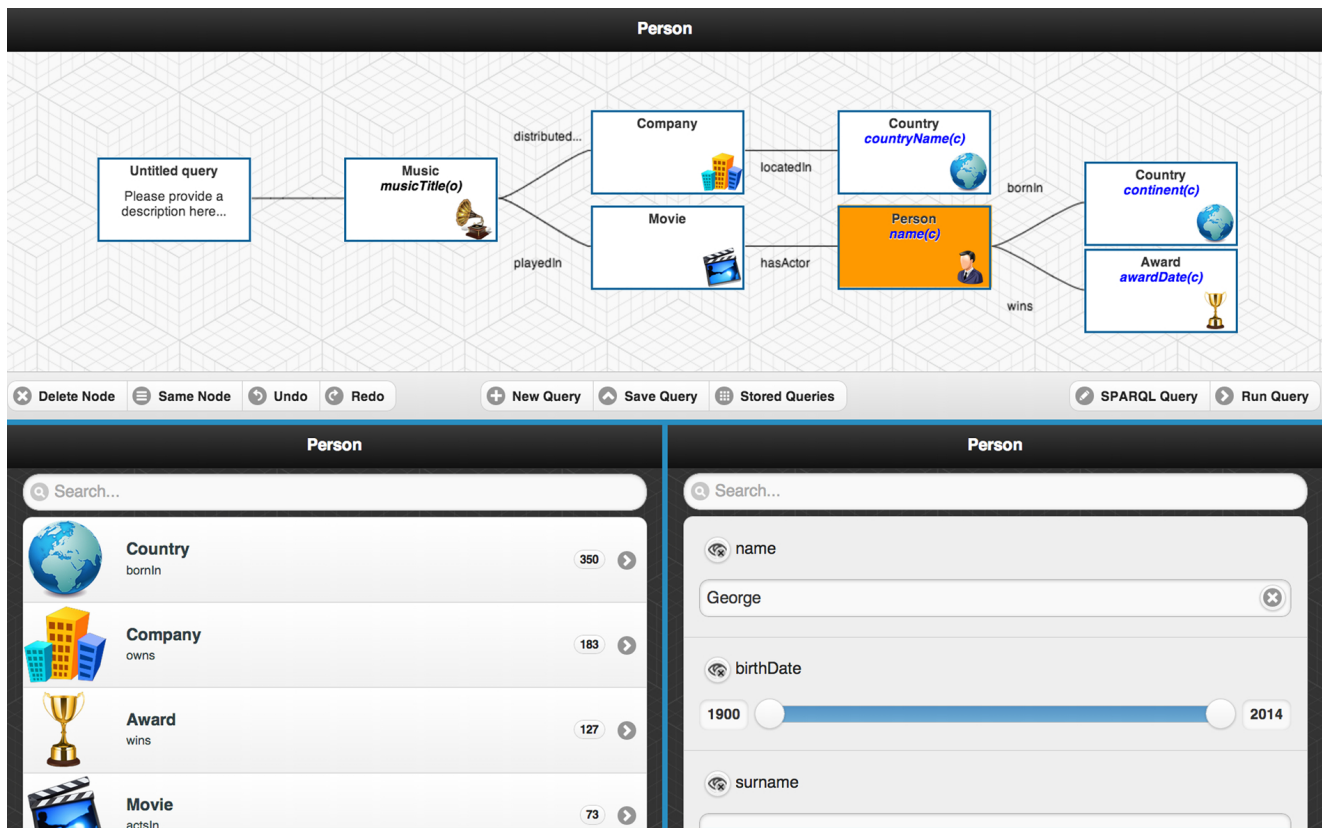 Person
Untitled query
Please provide a
description here...
Music
musicTitle(o)
distributed...
playedIn
Company
Movie
locatedIn
hasActor
Country
countryName(c)
Person
name(c)
bornIn
wins
Country
continent(c)
Award
awardDate(c)
Delete Node
Same Node
Undo
Redo
New Query
Save Query
Stored Queries
SPARQL Query
Run Query
Person
Search...
Country
bornIn
350
Company
owns
183
Award
wins
127
Movie
actsIn
73
Person
Search...
name
George
birthDate
1900
2014
surname